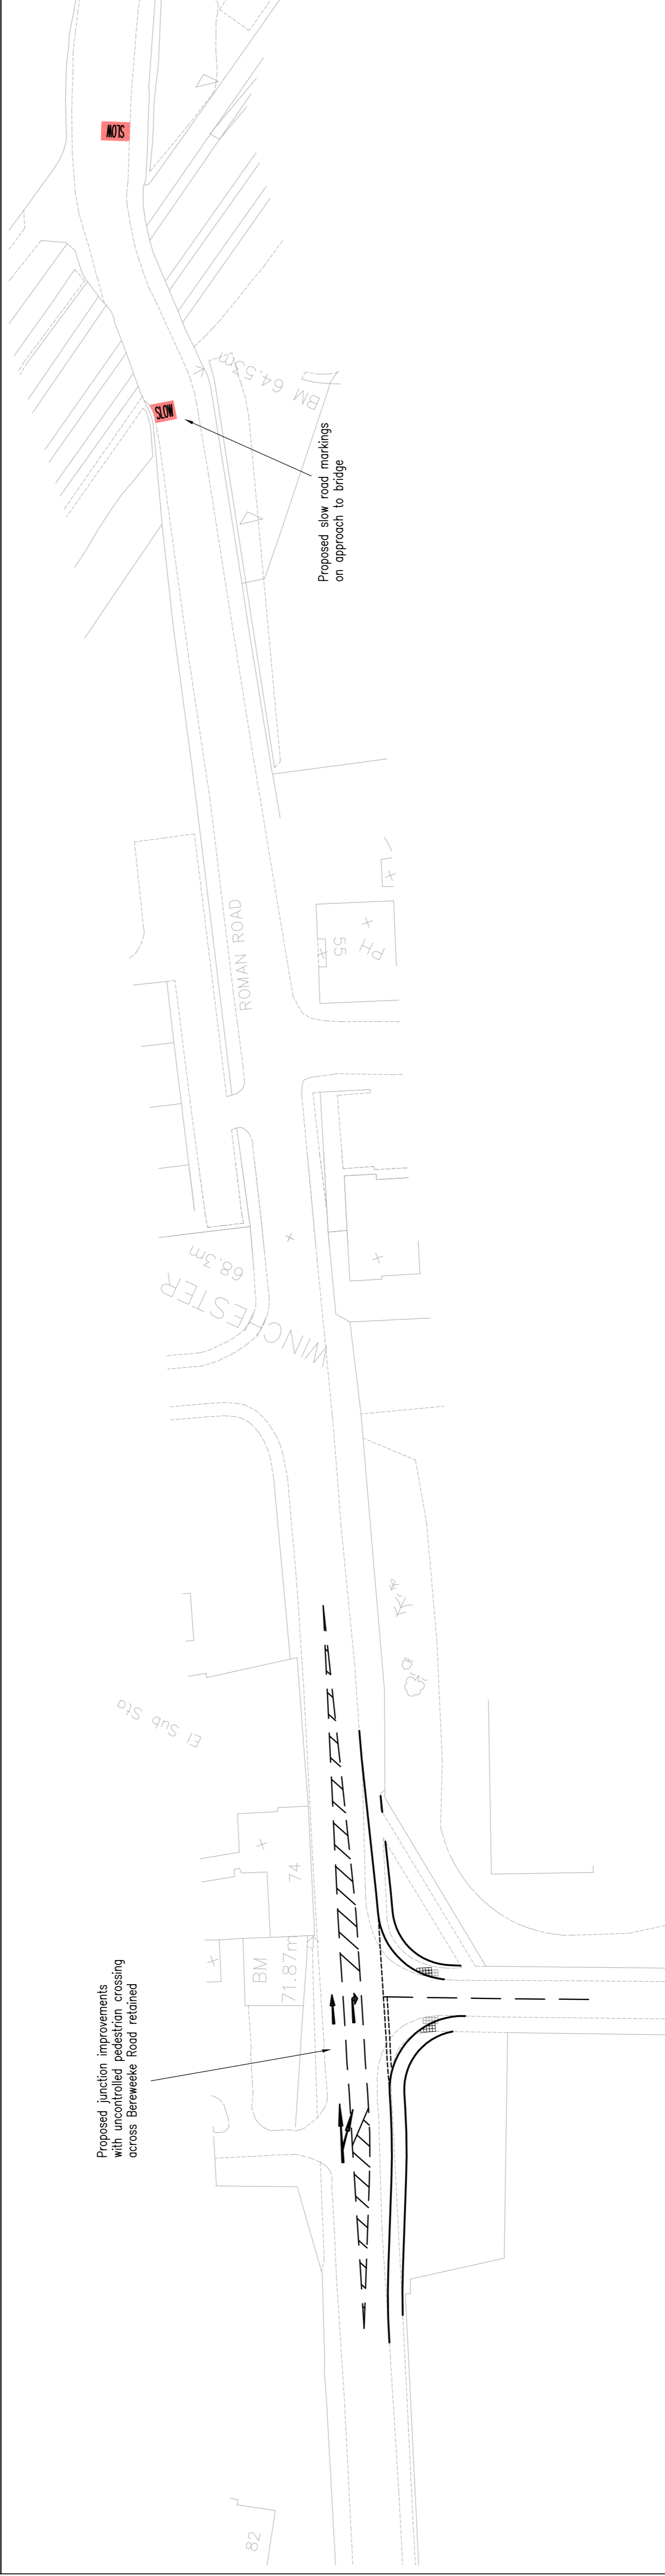 SLOW
SLOW
BM 64.53m
Proposed slow road markings
on approach to bridge
ROMAN ROAD
PH
55
68.3m
WINCHESTER
El Sub Sta
74
BM
71.87m
Proposed junction improvements
with uncontrolled pedestrian crossing
across Bereweeke Road retained
82